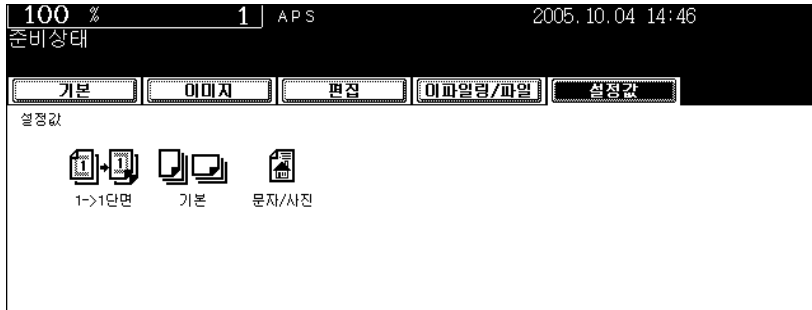 100 % 1 APS 2005.10.04 14:46
준비상태
기본 이미지 편집 이파일링/파일 설정값
설정값
1 1
1->1단면 기본 문자/사진